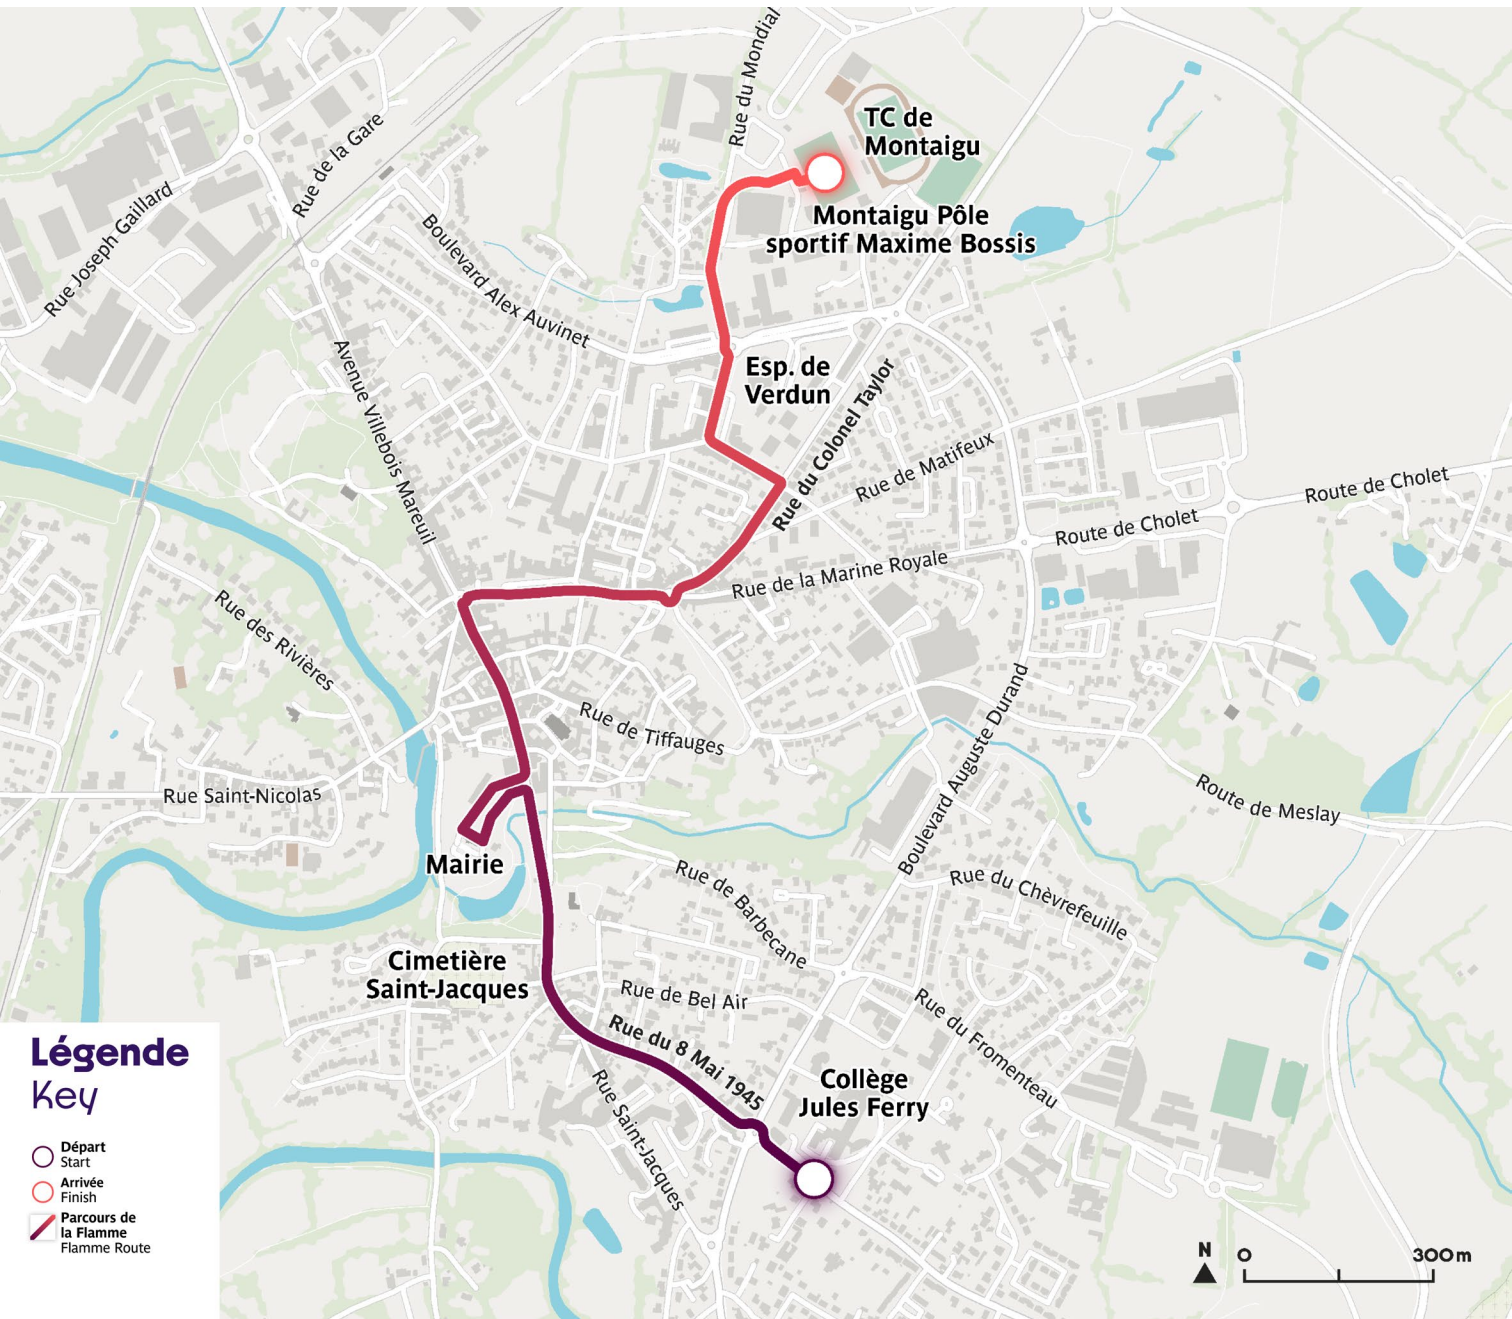 Rue du Mondial
TC de
Montaigu
Rue de la Gare
Rue Joseph Gaillard
Montaigu Pôle
sportif Maxime Bossis
Boulevard Alex Auvinet
Avenue Villebois Mareuil
Esp. de
Verdun
Rue du Colonel Taylor
Rue de Matifeux
Route de Cholet
Route de Cholet
Rue de la Marine Royale
Rue des Rivières
Rue de Tiffauges
Boulevard Auguste Durand
Rue Saint-Nicolas
Route de Meslay
Mairie
Rue de Barbecane
Rue du Chèvrefeuille
Cimetière
Saint-Jacques
Rue de Bel Air
Rue du Fromenteau
Rue du 8 Mai 1945
Collège
Jules Ferry
Rue Saint-Jacques
Légende
Key
Départ
Start
Arrivée
Finish
Parcours de
la Flamme
Flamme Route
N
0
300m